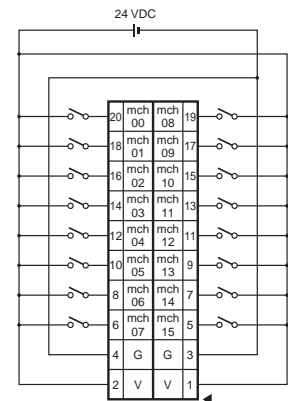 24 VDC
20 mch 00 mch 08 19
18 mch 01 mch 09 17
16 mch 02 mch 10 15
14 mch 03 mch 11 13
12 mch 04 mch 12 11
10 mch 05 mch 13 9
8 mch 06 mch 14 7
6 mch 07 mch 15 5
4 G G 3
2 V V 1